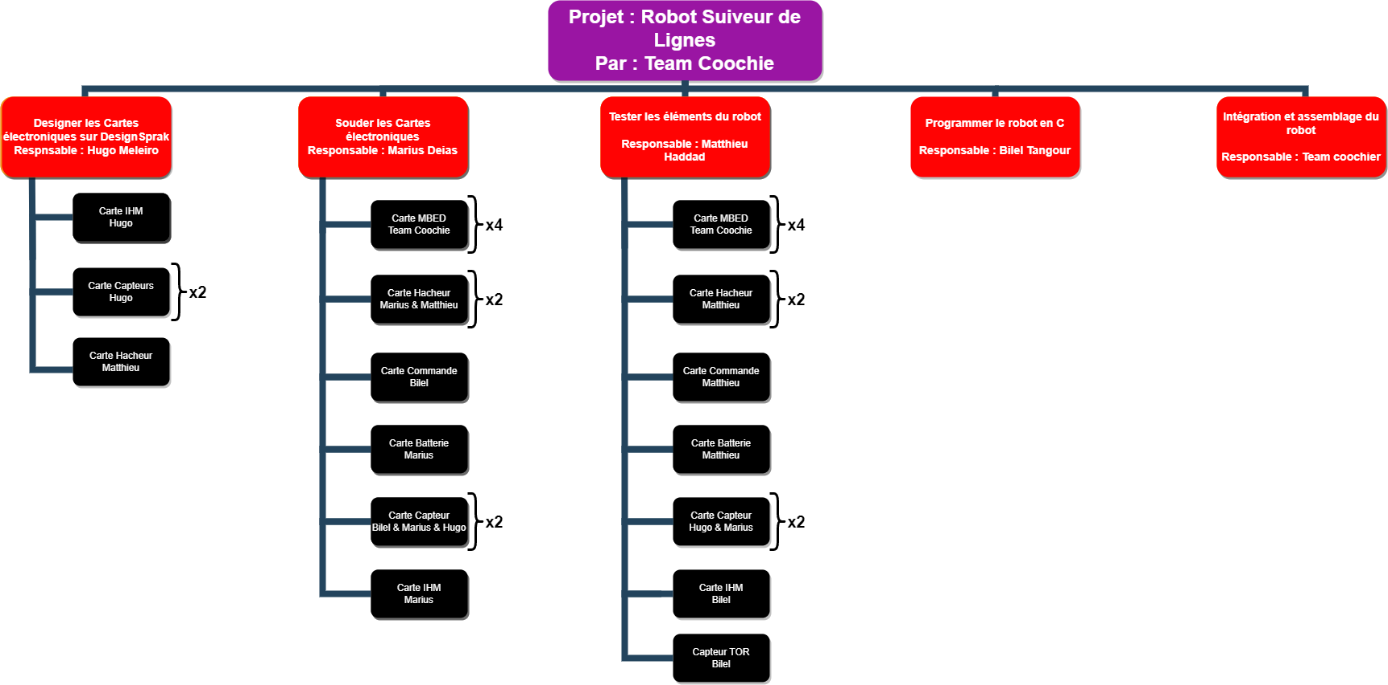 Projet : Robot Suiveur de
Lignes
Par : Team Coochie
Designer les Cartes
électroniques sur DesignSprak
Respnsable : Hugo Meleiro
Carte IHM
Hugo
Carte Capteurs
Hugo
x2
Carte Hacheur
Matthieu
Souder les Cartes
électroniques
Responsable : Marius Deias
Carte MBED
Team Coochie
x4
Carte Hacheur
Marius & Matthieu
x2
Carte Commande
Bilel
Carte Batterie
Marius
Carte Capteur
Bilel & Marius & Hugo
x2
Carte IHM
Marius
Tester les éléments du robot
Responsable : Matthieu
Haddad
Carte MBED
Team Coochie
x4
Carte Hacheur
Matthieu
x2
Carte Commande
Matthieu
Carte Batterie
Matthieu
Carte Capteur
Hugo & Marius
x2
Carte IHM
Bilel
Capteur TOR
Bilel
Programmer le robot en C
Responsable : Bilel Tangour
Intégration et assemblage du
robot
Responsable : Team coochier